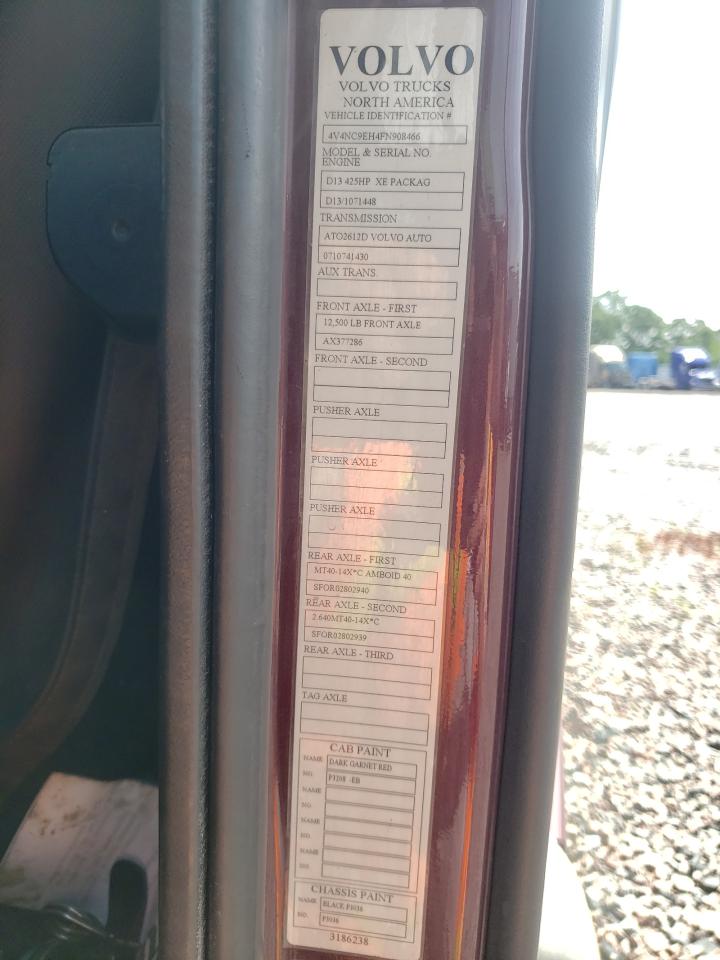 VOLVO
VOLVO TRUCKS
NORTH AMERICA
VEHICLE IDENTIFICATION #
4V4NC9EH4FN908466
MODEL & SERIAL NO.
ENGINE
D13 425HP XE PACKAG
D13/1071448
TRANSMISSION
ATO2612D VOLVO AUTO
0710741430
AUX TRANS.
FRONT AXLE - FIRST
12,500 LB FRONT AXLE
AX377286
FRONT AXLE - SECOND
PUSHER AXLE
PUSHER AXLE
PUSHER AXLE
REAR AXLE - FIRST
MT40-14X*C AMBOID 40
SFOR02802940
REAR AXLE - SECOND
2.640MT40-14X*C
SFOR02802939
REAR AXLE - THIRD
TAG AXLE
CAB PAINT
NAME DARK GARNET RED
NO. P3208 -EB
NAME
NO.
NAME
NO.
NAME
NO.
CHASSIS PAINT
NAME BLACK P3036
NO. P3036
3186238